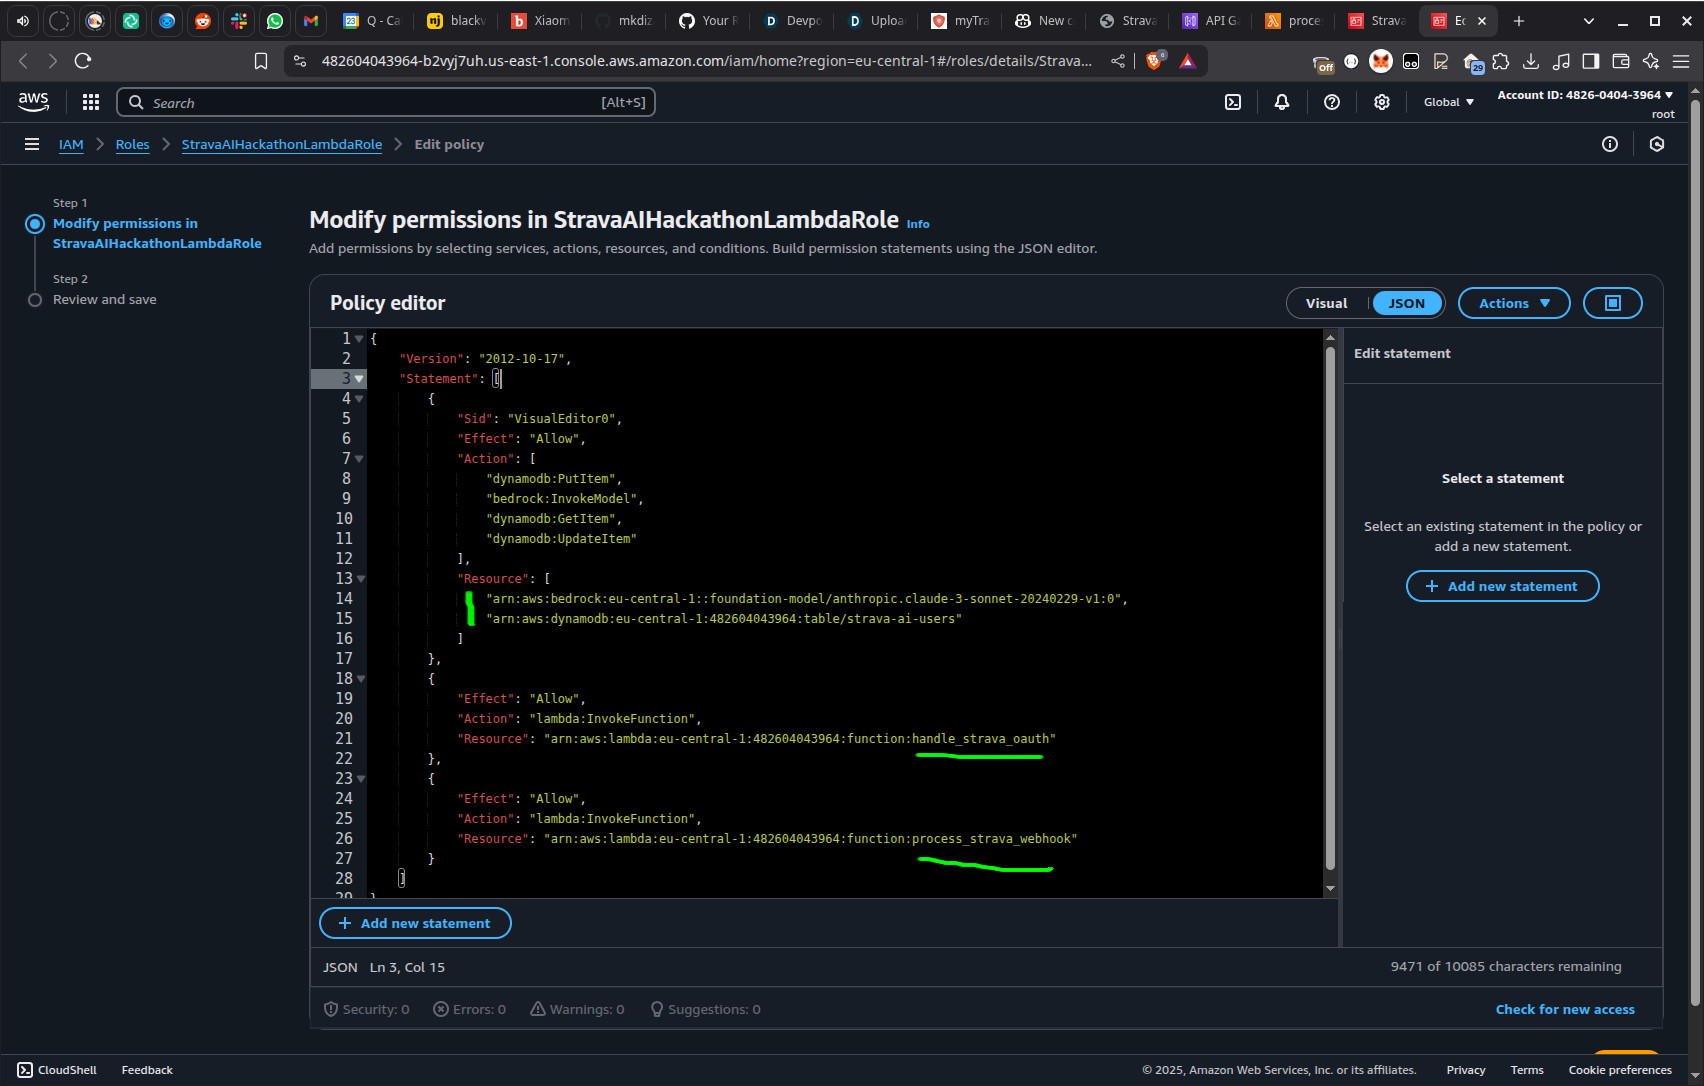 Q - Ca
blackv
Xiaom
mkdiz
Your R
Devpo
Uploa
myTra
New c
Strava
API Ga
proce
Strava
Ec
482604043964-b2vyj7uh.us-east-1.console.aws.amazon.com/iam/home?region=eu-central-1#/roles/details/Strava...
Off
29
aws
Search
[Alt+S]
Global
Account ID: 4826-0404-3964
root
IAM
Roles
StravaAIHackathonLambdaRole
Edit policy
Step 1
Modify permissions in
StravaAIHackathonLambdaRole
Step 2
Review and save
Modify permissions in StravaAIHackathonLambdaRole Info
Add permissions by selecting services, actions, resources, and conditions. Build permission statements using the JSON editor.
Policy editor
Visual
JSON
Actions
1 {
2 "Version": "2012-10-17",
3 "Statement": [
4 {
5 "Sid": "VisualEditor0",
6 "Effect": "Allow",
7 "Action": [
8 "dynamodb:PutItem",
9 "bedrock:InvokeModel",
10 "dynamodb:GetItem",
11 "dynamodb:UpdateItem"
12 ],
13 "Resource": [
14 "arn:aws:bedrock:eu-central-1::foundation-model/anthropic.claude-3-sonnet-20240229-v1:0",
15 "arn:aws:dynamodb:eu-central-1:482604043964:table/strava-ai-users"
16 ]
17 },
18 {
19 "Effect": "Allow",
20 "Action": "lambda:InvokeFunction",
21 "Resource": "arn:aws:lambda:eu-central-1:482604043964:function:handle_strava_oauth"
22 },
23 {
24 "Effect": "Allow",
25 "Action": "lambda:InvokeFunction",
26 "Resource": "arn:aws:lambda:eu-central-1:482604043964:function:process_strava_webhook"
27 }
28 ]
29 }
Edit statement
Select a statement
Select an existing statement in the policy or
add a new statement.
+ Add new statement
+ Add new statement
JSON Ln 3, Col 15
9471 of 10085 characters remaining
Security: 0
Errors: 0
Warnings: 0
Suggestions: 0
Check for new access
CloudShell
Feedback
© 2025, Amazon Web Services, Inc. or its affiliates.
Privacy
Terms
Cookie preferences